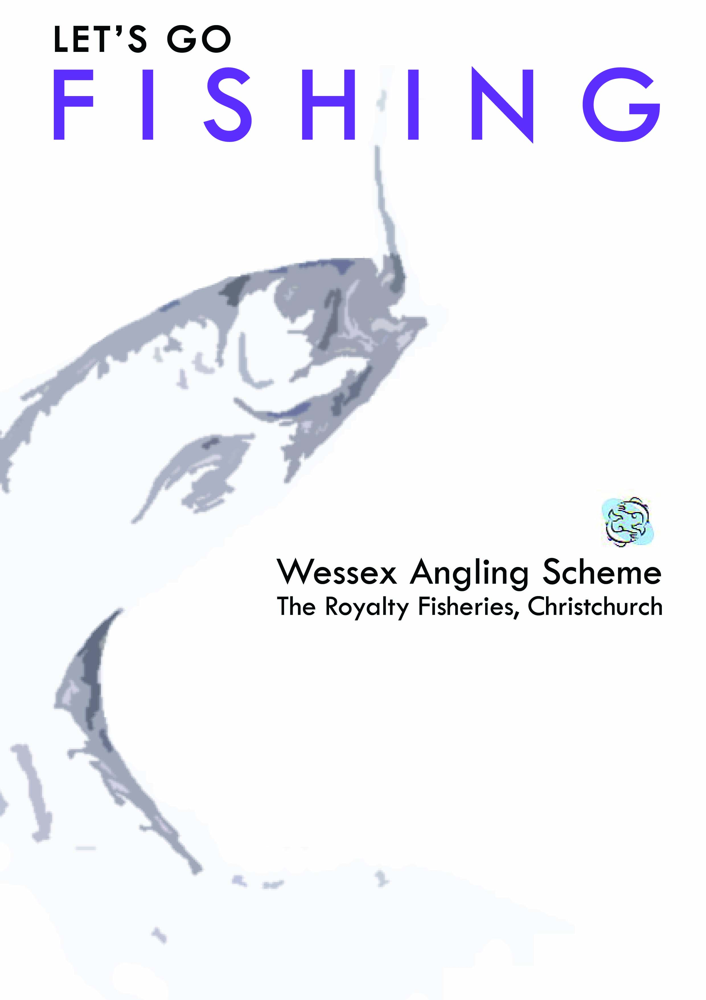 LET’S GO
FISHING
Wessex Angling Scheme
The Royalty Fisheries, Christchurch